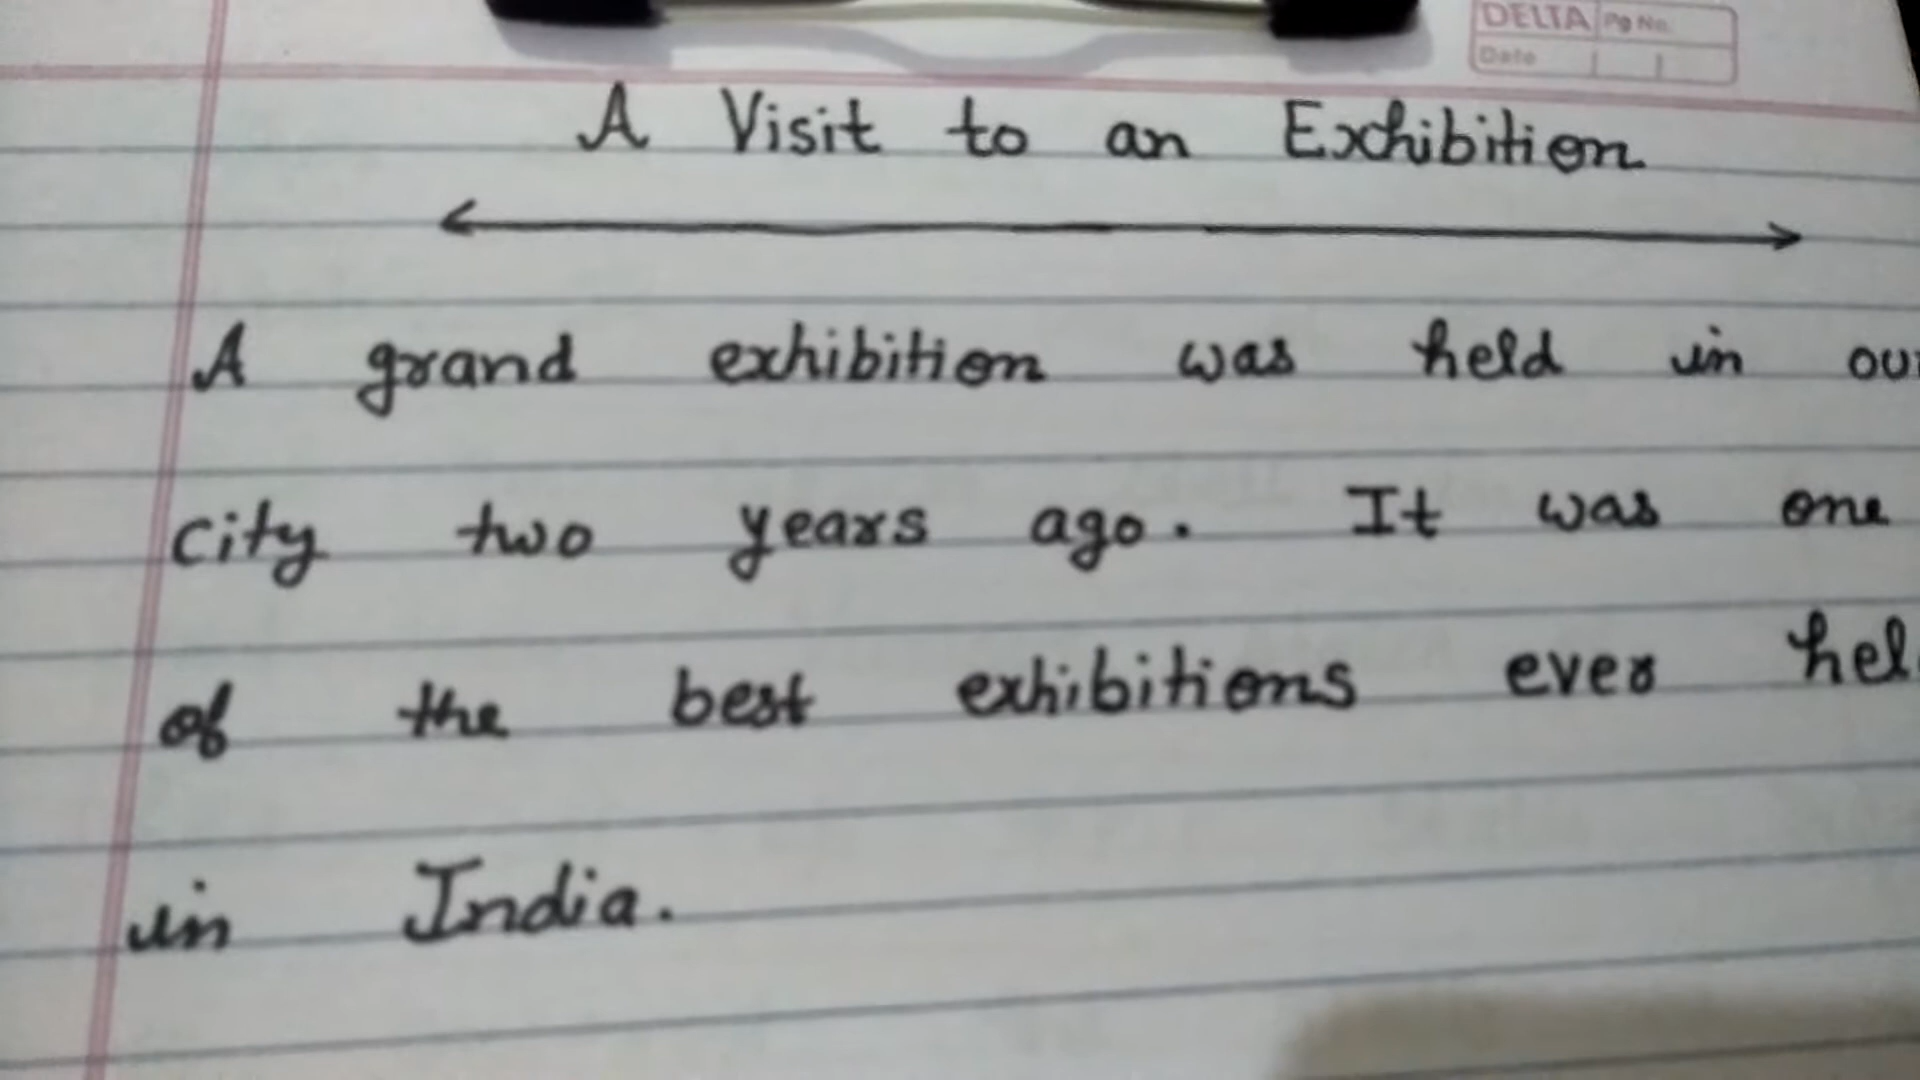 DELTA Pg No.
Date
A Visit to an Exhibition
A grand exhibition was held in our
city two years ago. It was one
of the best exhibitions ever hel
in India.